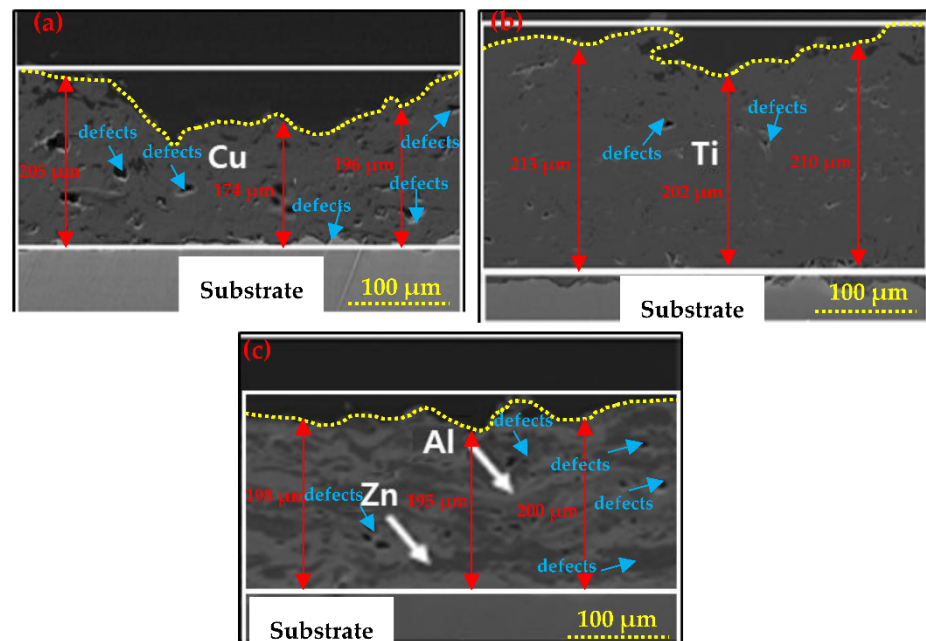 (a)
defects
defects
Cu
205 μm
174 μm
196 μm
defects
defects
defects
Substrate
100 μm
(b)
defects
defects
Ti
213 μm
202 μm
210 μm
Substrate
100 μm
(c)
defects
Al
defects
198 μm
defects
Zn
195 μm
200 μm
defects
defects
Substrate
100 μm